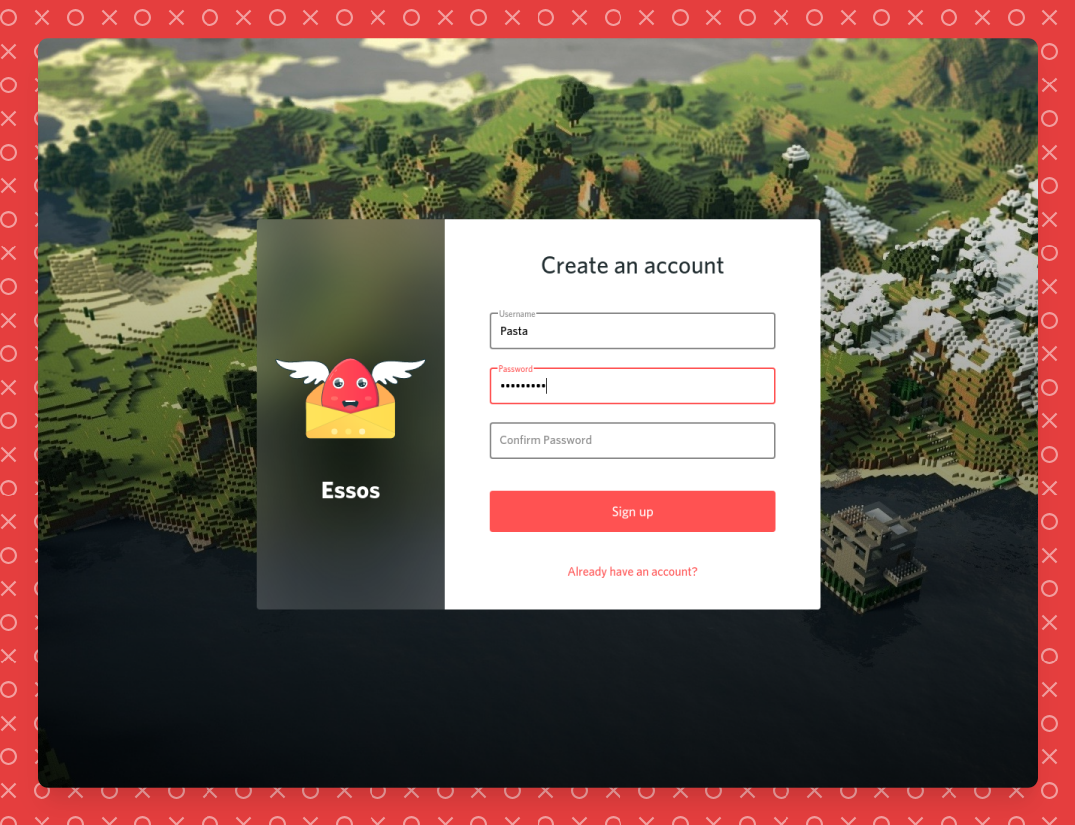 Create an account
Username
Pasta
Password
•••••••••
Confirm Password
Essos
Sign up
Already have an account?